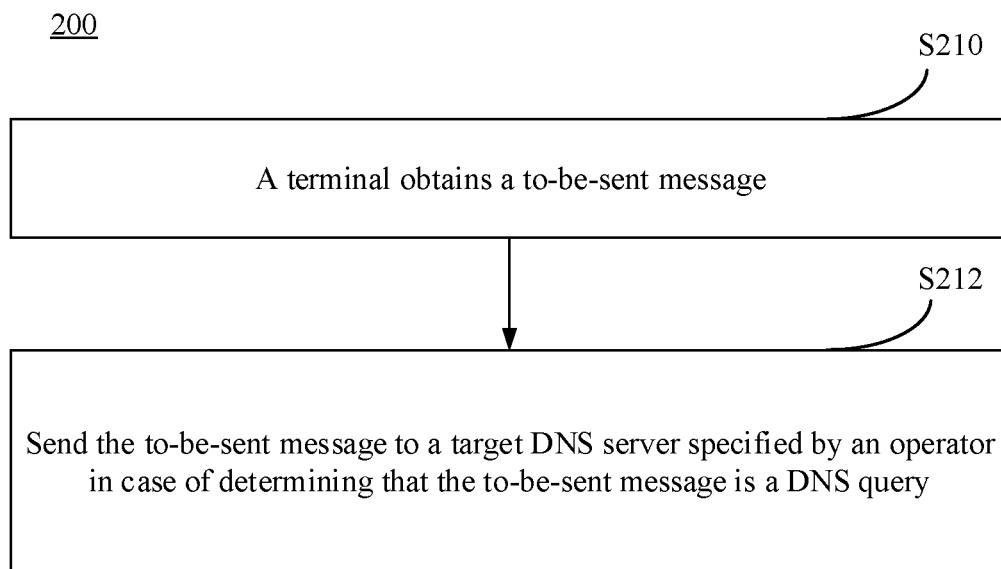 200
S210
A terminal obtains a to-be-sent message
S212
Send the to-be-sent message to a target DNS server specified by an operator
in case of determining that the to-be-sent message is a DNS query